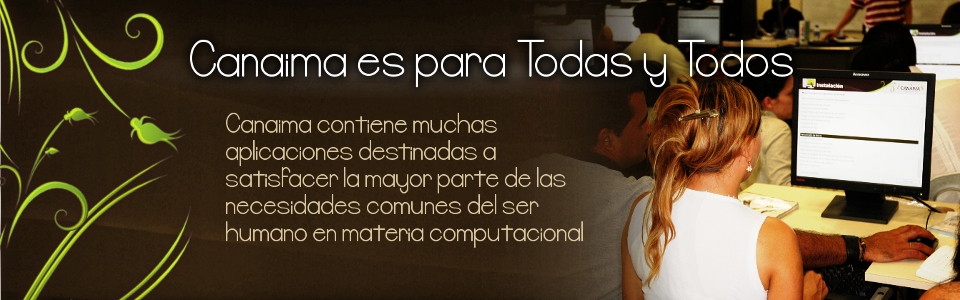 Canaima es para Todas y Todos
Canaima contiene muchas
aplicaciones destinadas a
satisfacer la mayor parte de las
necesidades comunes del ser
humano en materia computacional
Instalación